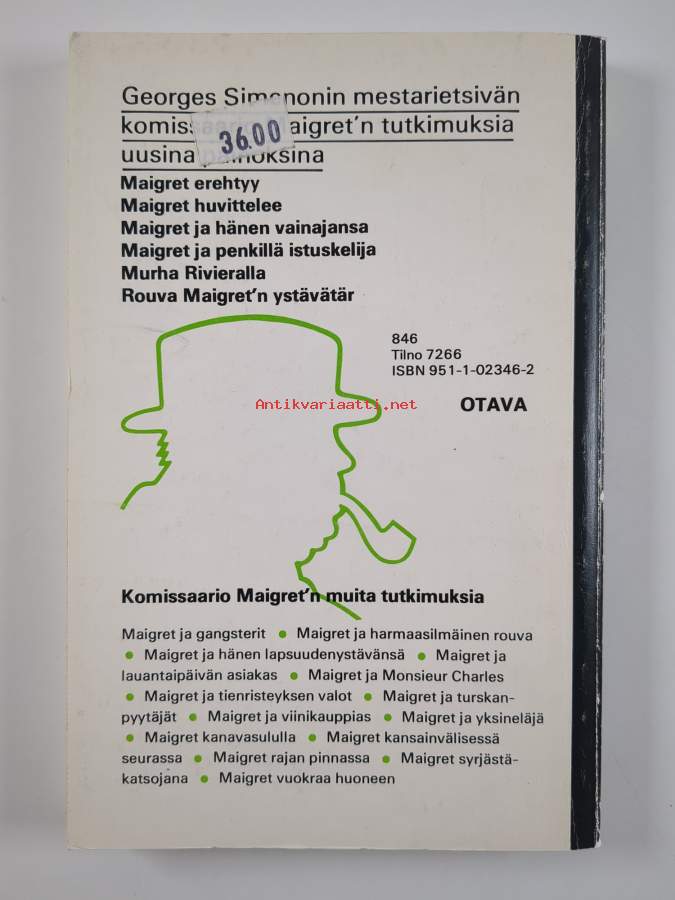 Georges Simenonin mestarietsivän
komissaario Maigret'n tutkimuksia
36.00
uusina painoksina
Maigret erehtyy
Maigret huvittelee
Maigret ja hänen vainajansa
Maigret ja penkillä istuskelija
Murha Rivieralla
Rouva Maigret'n ystävätär
846
Tilno 7266
ISBN 951-1-02346-2
Antikvariaatti.net
OTAVA
Komissaario Maigret'n muita tutkimuksia
Maigret ja gangsterit • Maigret ja harmaasilmäinen rouva
• Maigret ja hänen lapsuudenystävänsä • Maigret ja
lauantaipäivän asiakas • Maigret ja Monsieur Charles
• Maigret ja tienristeyksen valot • Maigret ja turskan-
pyytäjät • Maigret ja viinikauppias • Maigret ja yksineläjä
• Maigret kanavasululla • Maigret kansainvälisessä
seurassa • Maigret rajan pinnassa • Maigret syrjästä-
katsojana • Maigret vuokraa huoneen